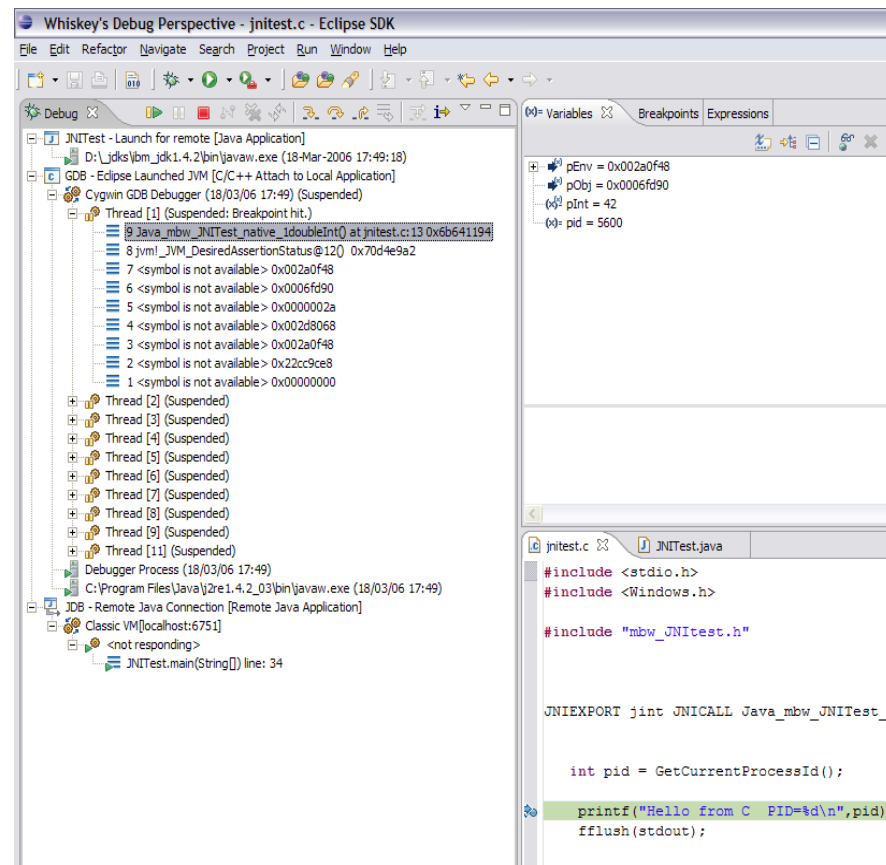 Whiskey's Debug Perspective - jnitest.c - Eclipse SDK
File Edit Refactor Navigate Search Project Run Window Help
Debug
JNITest - Launch for remote [Java Application]
D:\_jdks\ibm_jdk1.4.2\bin\javaw.exe (18-Mar-2006 17:49:18)
GDB - Eclipse Launched JVM [C/C++ Attach to Local Application]
Cygwin GDB Debugger (18/03/06 17:49) (Suspended)
Thread [1] (Suspended: Breakpoint hit.)
9 Java_mbw_JNITest_native_1doubleInt() at jnitest.c:13 0x6b641194
8 jvm!_JVM_DesiredAssertionStatus@12() 0x70d4e9a2
7 <symbol is not available> 0x002a0f48
6 <symbol is not available> 0x0006fd90
5 <symbol is not available> 0x0000002a
4 <symbol is not available> 0x002d8068
3 <symbol is not available> 0x002a0f48
2 <symbol is not available> 0x22cc9ce8
1 <symbol is not available> 0x00000000
Thread [2] (Suspended)
Thread [3] (Suspended)
Thread [4] (Suspended)
Thread [5] (Suspended)
Thread [6] (Suspended)
Thread [7] (Suspended)
Thread [8] (Suspended)
Thread [9] (Suspended)
Thread [11] (Suspended)
Debugger Process (18/03/06 17:49)
C:\Program Files\Java\j2re1.4.2_03\bin\javaw.exe (18/03/06 17:49)
JDB - Remote Java Connection [Remote Java Application]
Classic VM[localhost:6751]
<not responding>
JNITest.main(String[]) line: 34
(x)= Variables Breakpoints Expressions
pEnv = 0x002a0f48
pObj = 0x0006fd90
pInt = 42
(x)= pid = 5600
jnitest.c JNITest.java
#include <stdio.h>
#include <Windows.h>
#include "mbw_JNItest.h"
JNIEXPORT jint JNICALL Java_mbw_JNITest_
int pid = GetCurrentProcessId();
printf("Hello from C PID=%d\n",pid)
fflush(stdout);